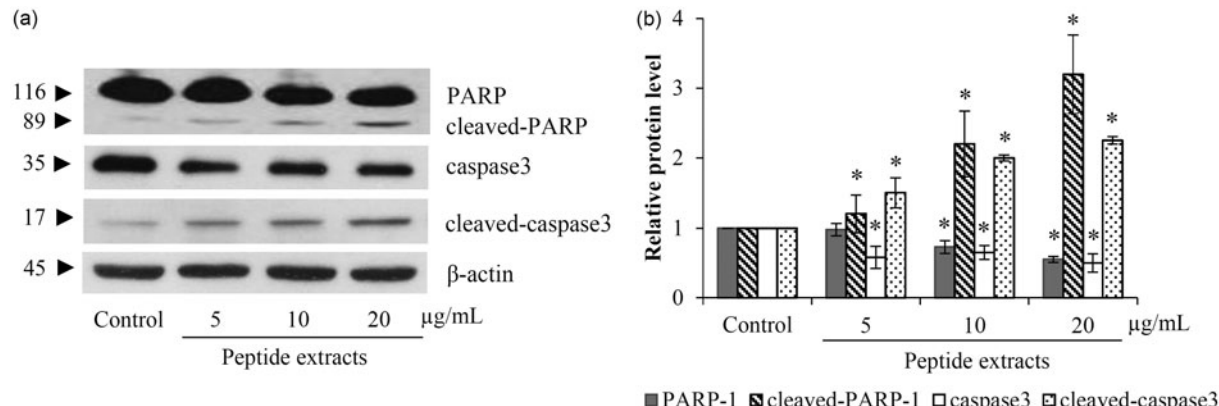 (a)
116 ▶ PARP
89 ▶ cleaved-PARP
35 ▶ caspase3
17 ▶ cleaved-caspase3
45 ▶ β-actin
Control 5 10 20 μg/mL
Peptide extracts
(b)
Relative protein level
4
3
2
1
0
* * *
* * * *
* * * *
Control 5 10 20 μg/mL
Peptide extracts
PARP-1 cleaved-PARP-1 caspase3 cleaved-caspase3